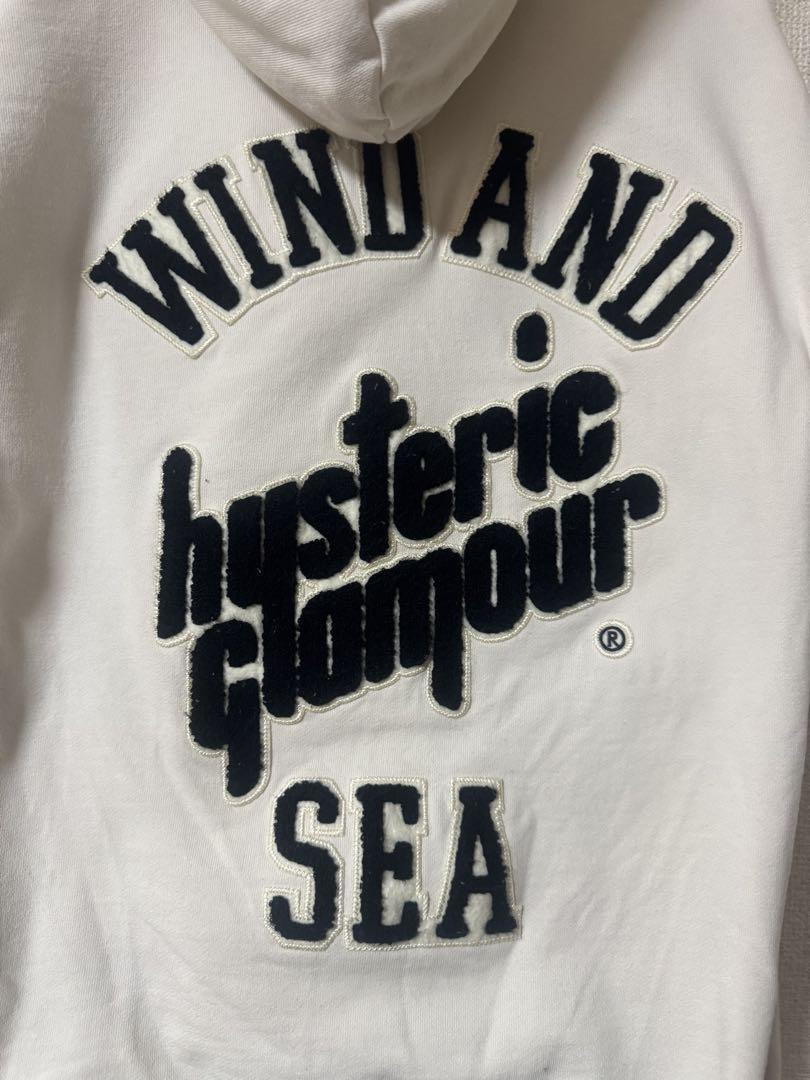 WIND AND
hysteric
glamour
®
SEA